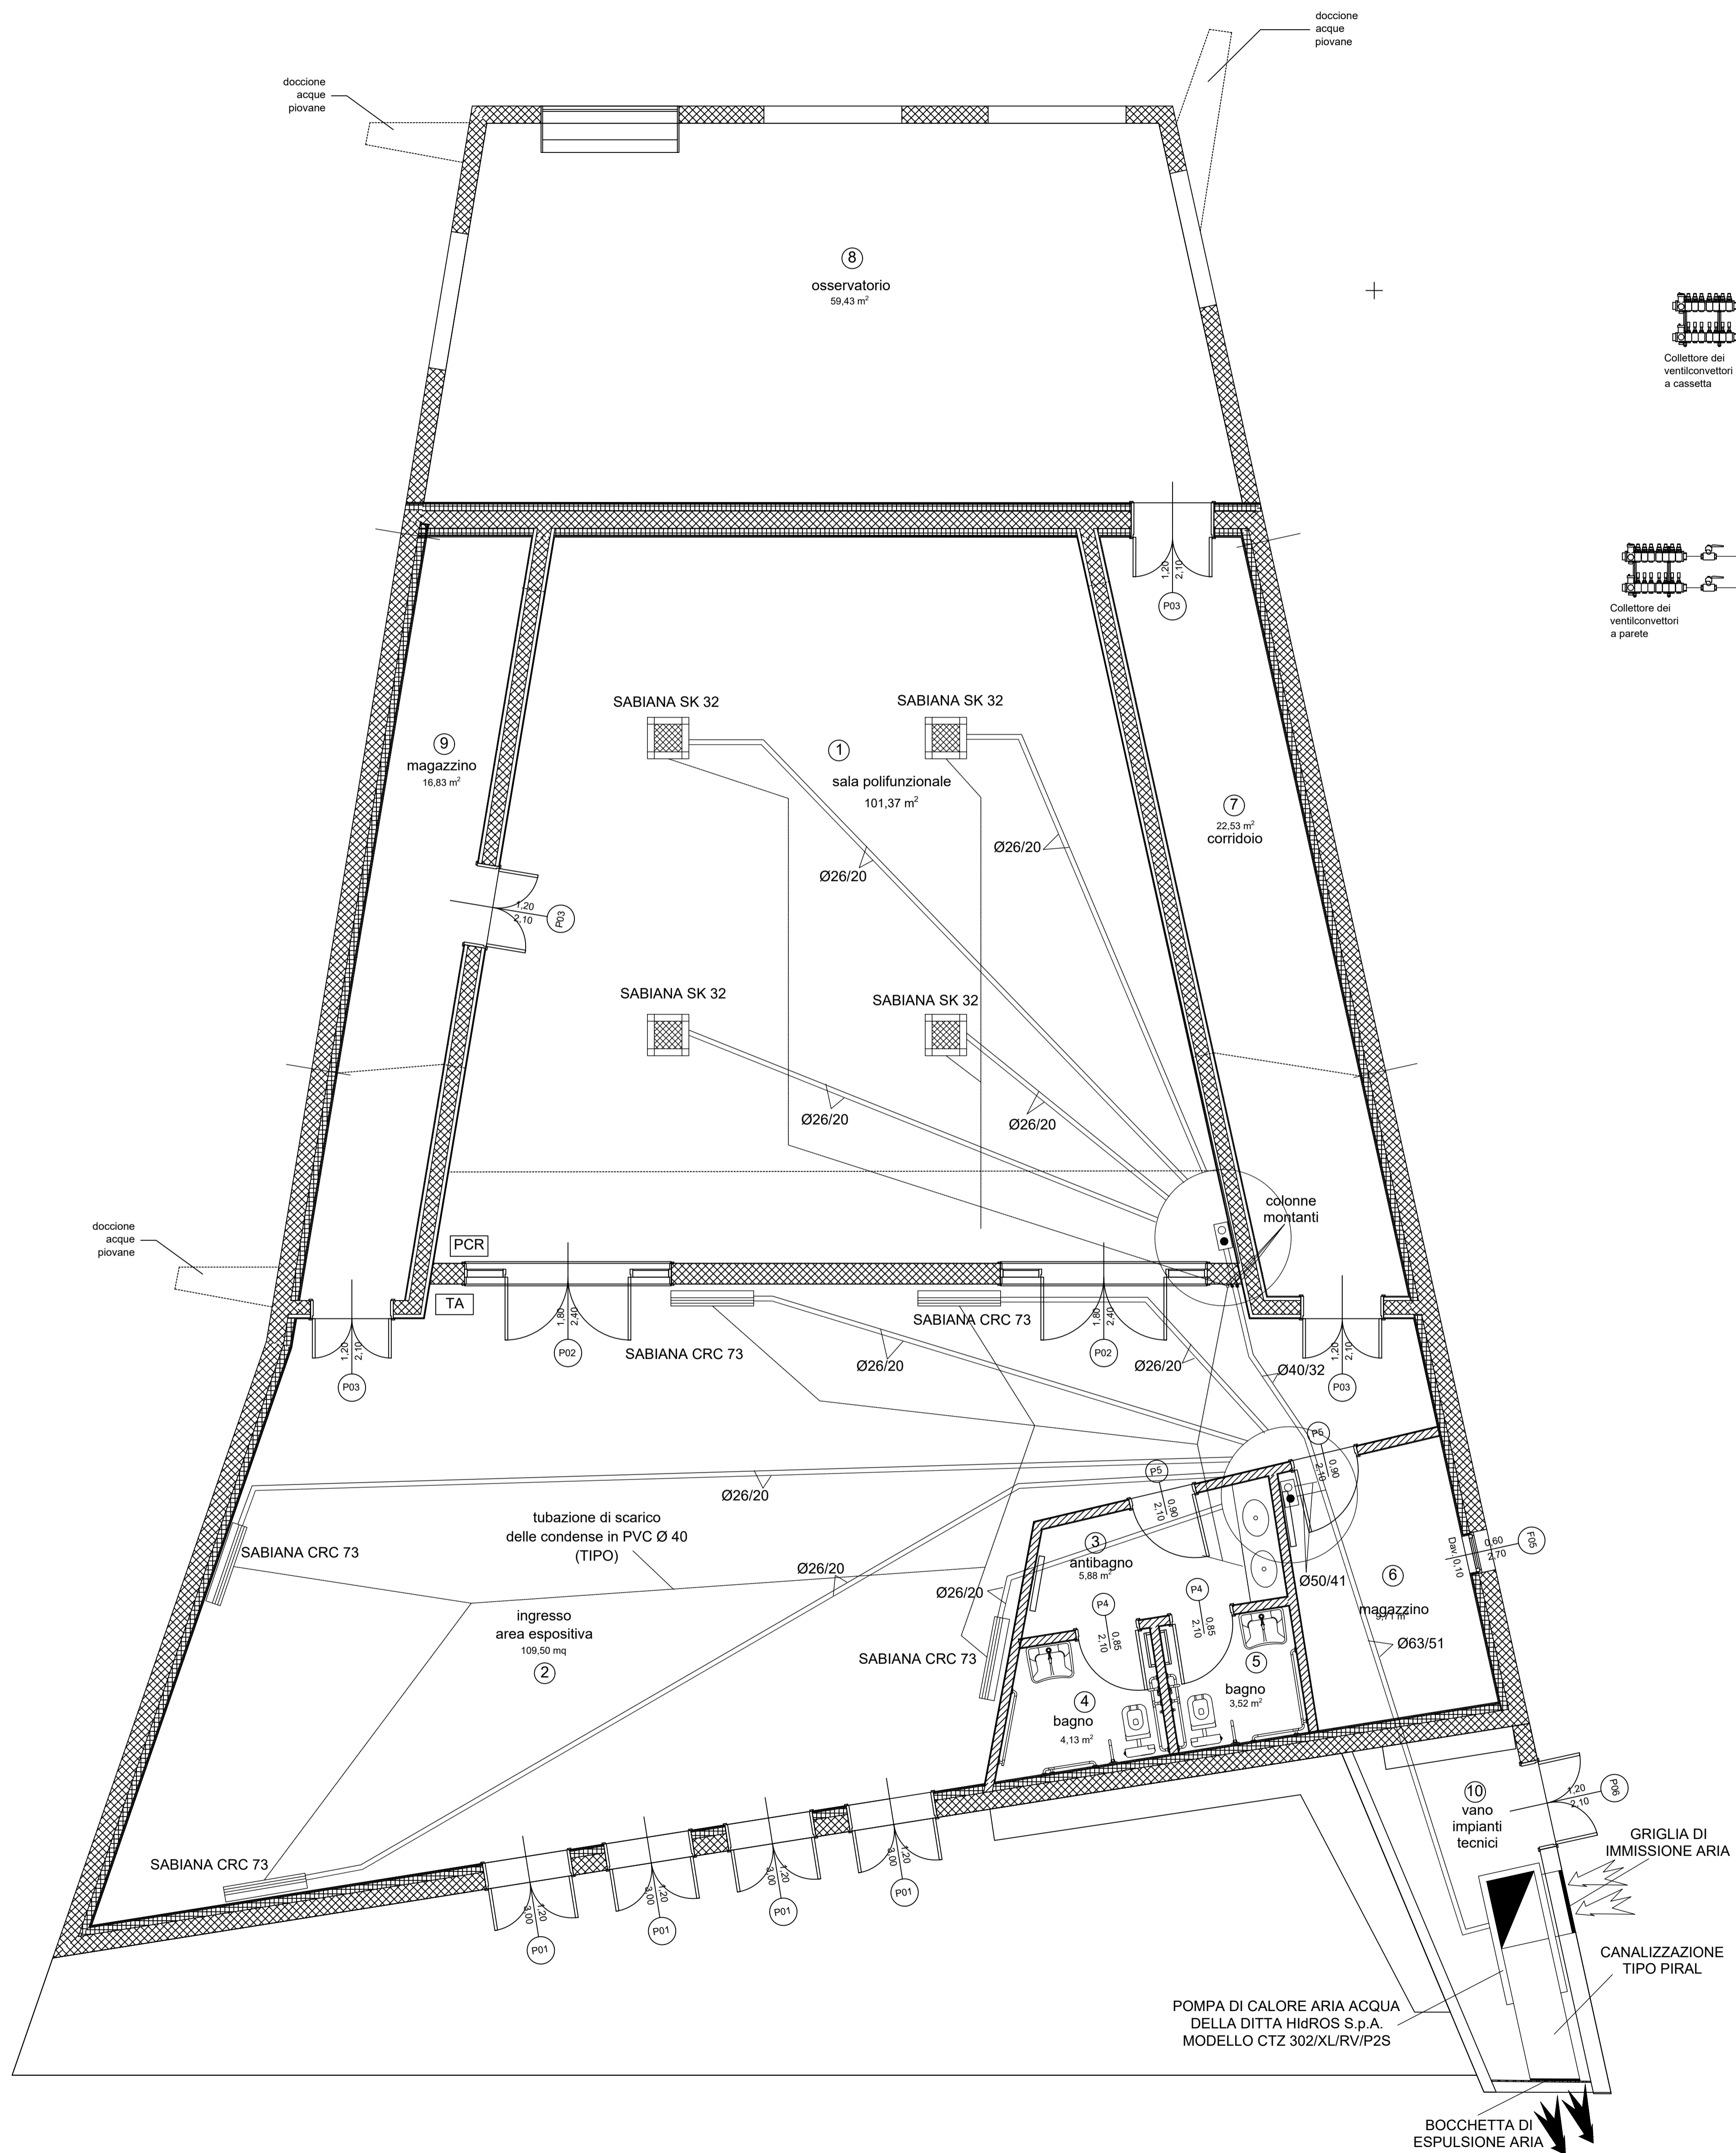 doccione
acque
piovane
doccione
acque
piovane
8
osservatorio
59,43 m²
Collettore dei
ventilconvettori
a cassetta
1,20
2,10
P03
Collettore dei
ventilconvettori
a parete
SABIANA SK 32
SABIANA SK 32
9
magazzino
16,83 m²
1
sala polifunzionale
101,37 m²
7
22,53 m²
corridoio
Ø26/20
Ø26/20
1,20
2,10
P03
SABIANA SK 32
SABIANA SK 32
Ø26/20
Ø26/20
colonne
montanti
doccione
acque
piovane
PCR
TA
1,80
2,40
P02
1,80
2,40
P02
SABIANA CRC 73
SABIANA CRC 73
Ø26/20
Ø26/20
Ø40/32
1,20
2,10
P03
1,20
2,10
P03
P5
0,90
2,10
P5
0,90
2,10
Ø26/20
tubazione di scarico
delle condense in PVC Ø 40
(TIPO)
SABIANA CRC 73
3
antibagno
5,88 m²
Ø26/20
Ø26/20
P4
0,85
2,10
P4
0,85
2,10
Ø50/41
Dav.0,10
0,60
2,70
F05
6
magazzino
9,71 m²
Ø63/51
ingresso
area espositiva
109,50 mq
2
SABIANA CRC 73
4
bagno
4,13 m²
5
bagno
3,52 m²
10
vano
impianti
tecnici
1,20
2,10
P06
GRIGLIA DI
IMMISSIONE ARIA
SABIANA CRC 73
3,00
1,20
P01
3,00
1,20
P01
3,00
1,20
P01
3,00
1,20
P01
CANALIZZAZIONE
TIPO PIRAL
POMPA DI CALORE ARIA ACQUA
DELLA DITTA HIdROS S.p.A.
MODELLO CTZ 302/XL/RV/P2S
BOCCHETTA DI
ESPULSIONE ARIA